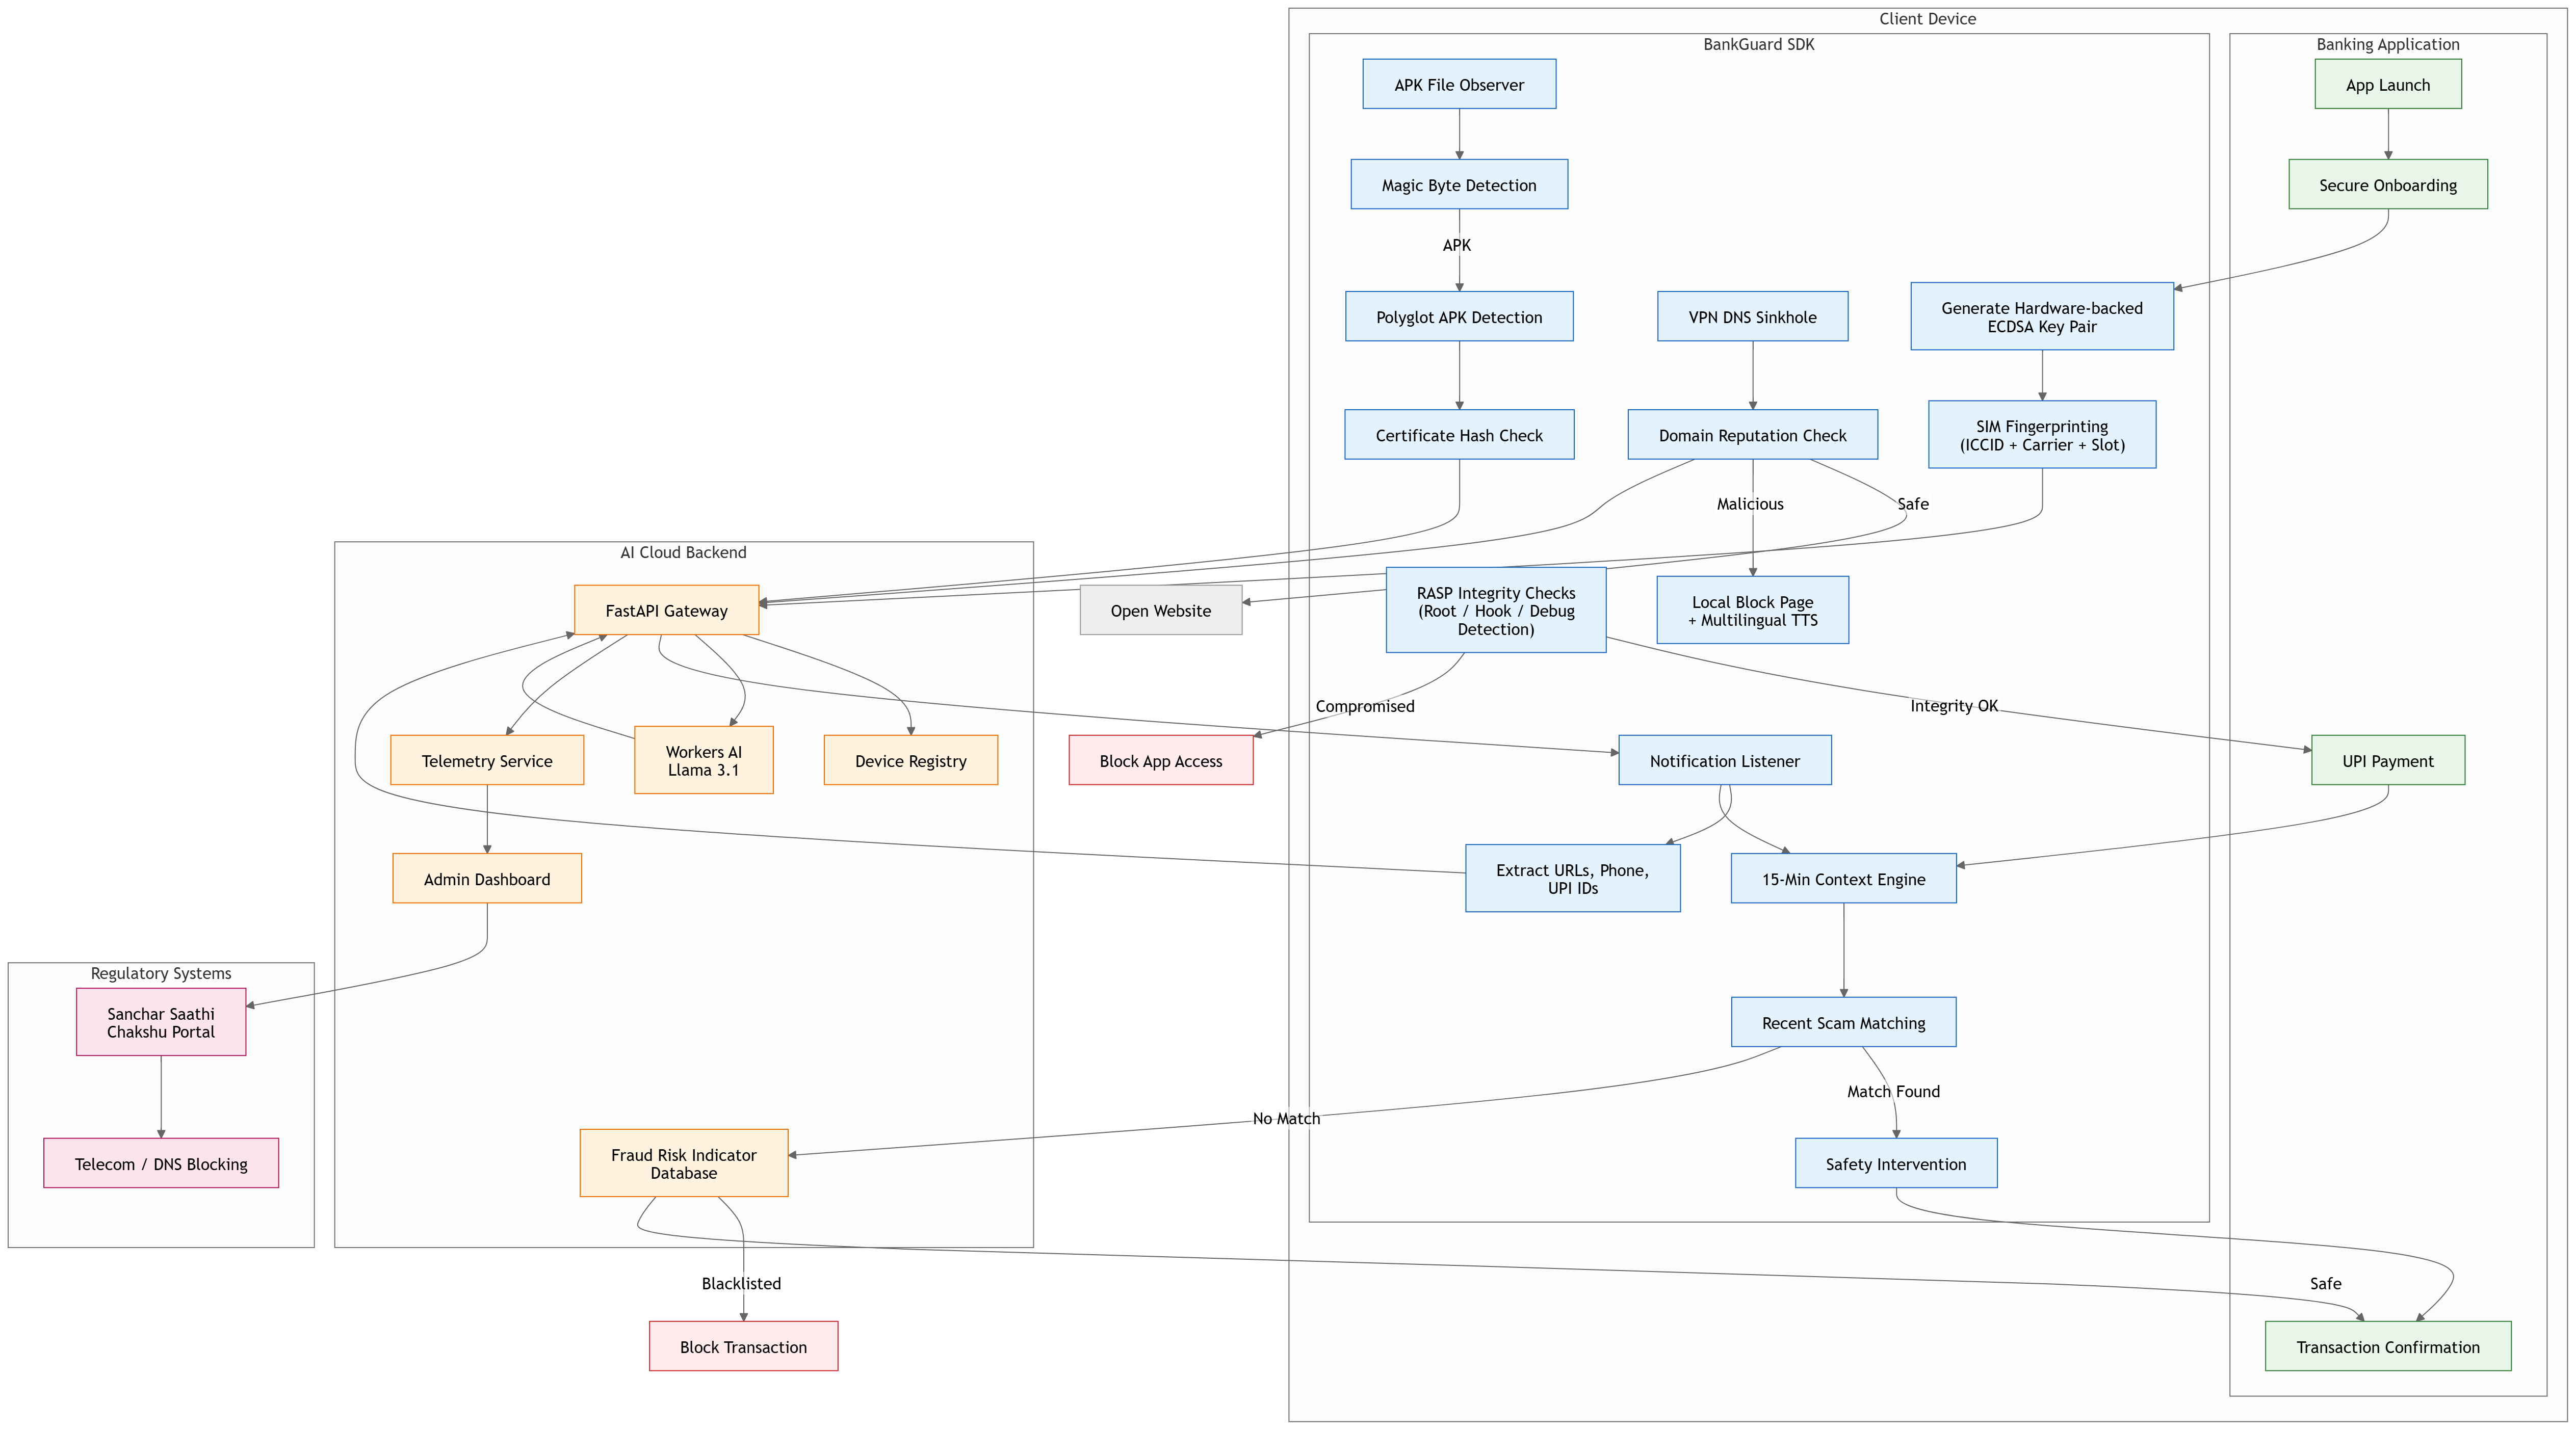 Client Device
BankGuard SDK
Banking Application
APK File Observer
App Launch
Magic Byte Detection
Secure Onboarding
APK
Polyglot APK Detection
VPN DNS Sinkhole
Generate Hardware-backed
ECDSA Key Pair
Certificate Hash Check
Domain Reputation Check
SIM Fingerprinting
(ICCID + Carrier + Slot)
Malicious
Safe
AI Cloud Backend
FastAPI Gateway
Open Website
RASP Integrity Checks
(Root / Hook / Debug
Detection)
Local Block Page
+ Multilingual TTS
Compromised
Integrity OK
Telemetry Service
Workers AI
Llama 3.1
Device Registry
Block App Access
Notification Listener
UPI Payment
Admin Dashboard
Extract URLs, Phone,
UPI IDs
15-Min Context Engine
Regulatory Systems
Sanchar Saathi
Chakshu Portal
Recent Scam Matching
Match Found
No Match
Telecom / DNS Blocking
Fraud Risk Indicator
Database
Safety Intervention
Blacklisted
Safe
Block Transaction
Transaction Confirmation